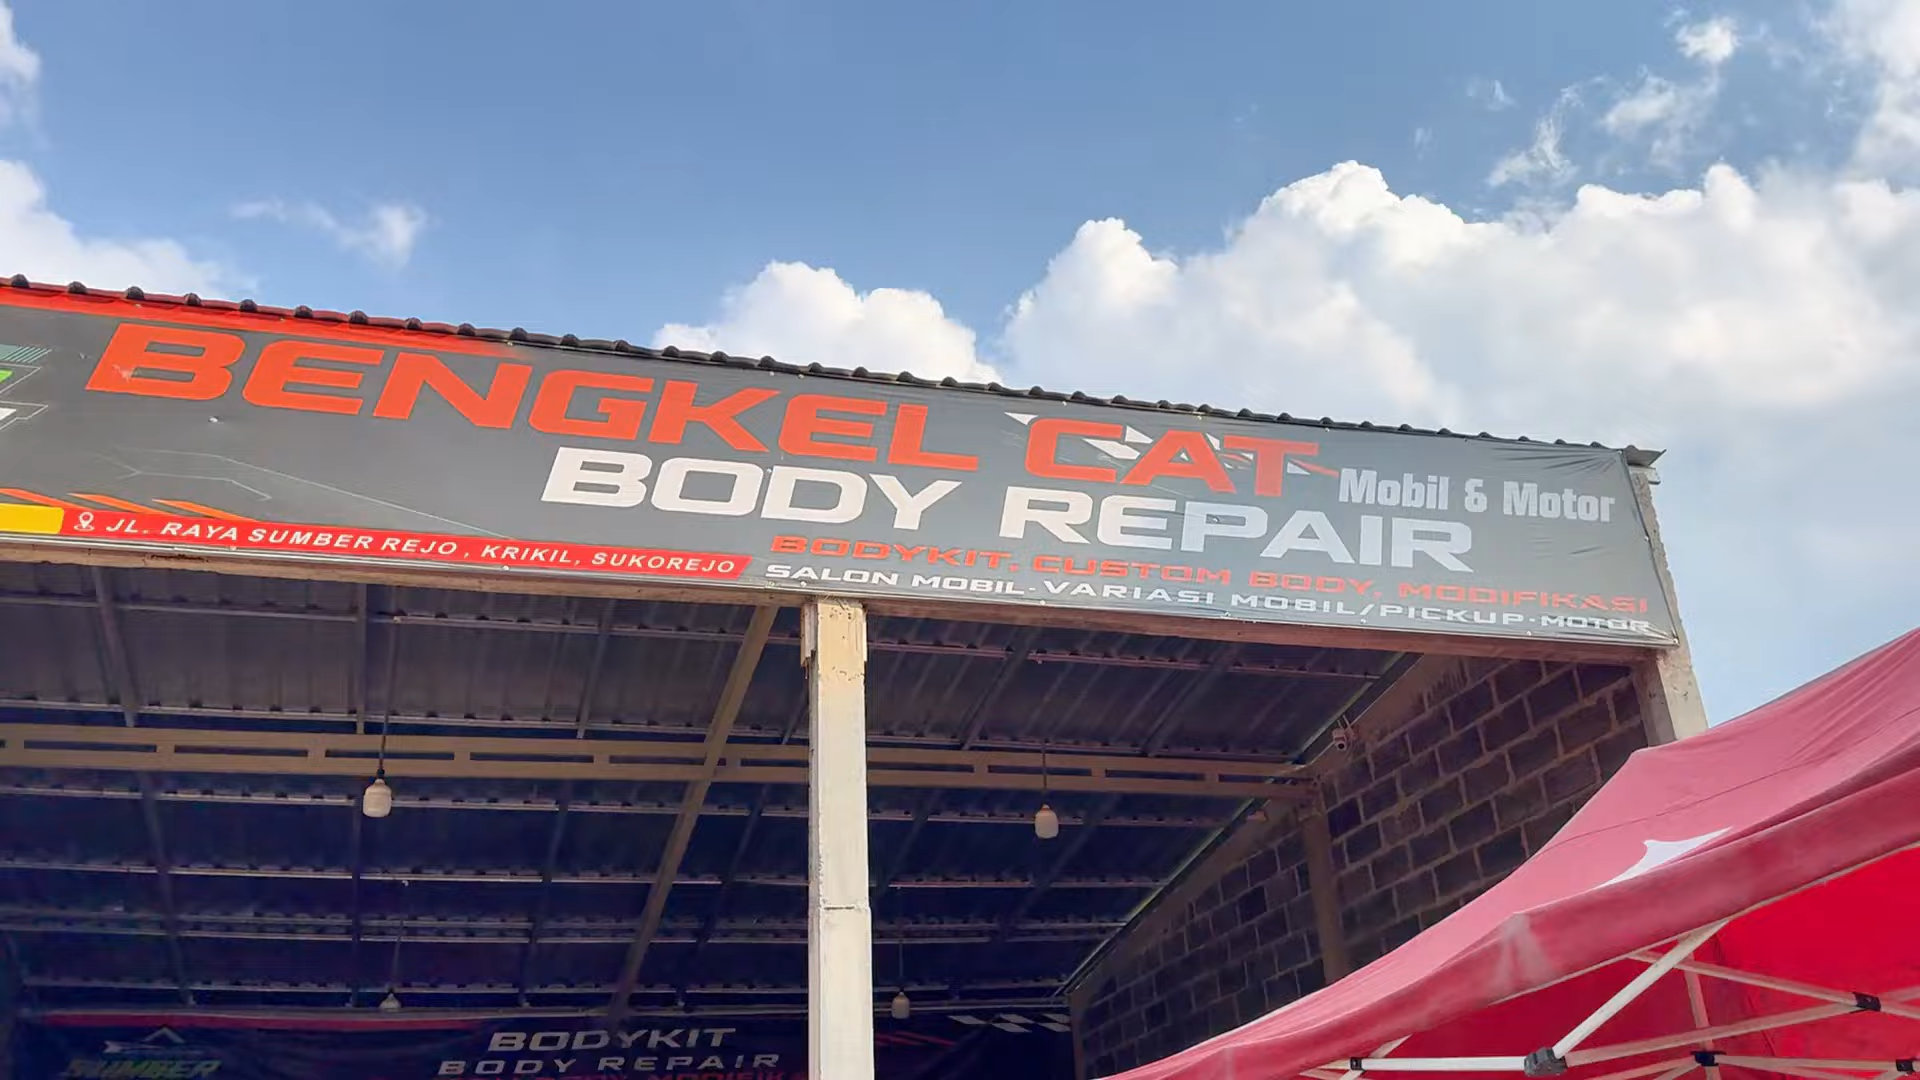 BENGKEL CAT
BODY REPAIR
Mobil & Motor
JL. RAYA SUMBER REJO, KRIKIL, SUKOREJO
BODYKIT, CUSTOM BODY, MODIFIKASI
SALON MOBIL-VARIASI MOBIL/PICKUP-MOTOR
SUMBER
BODYKIT
BODY REPAIR